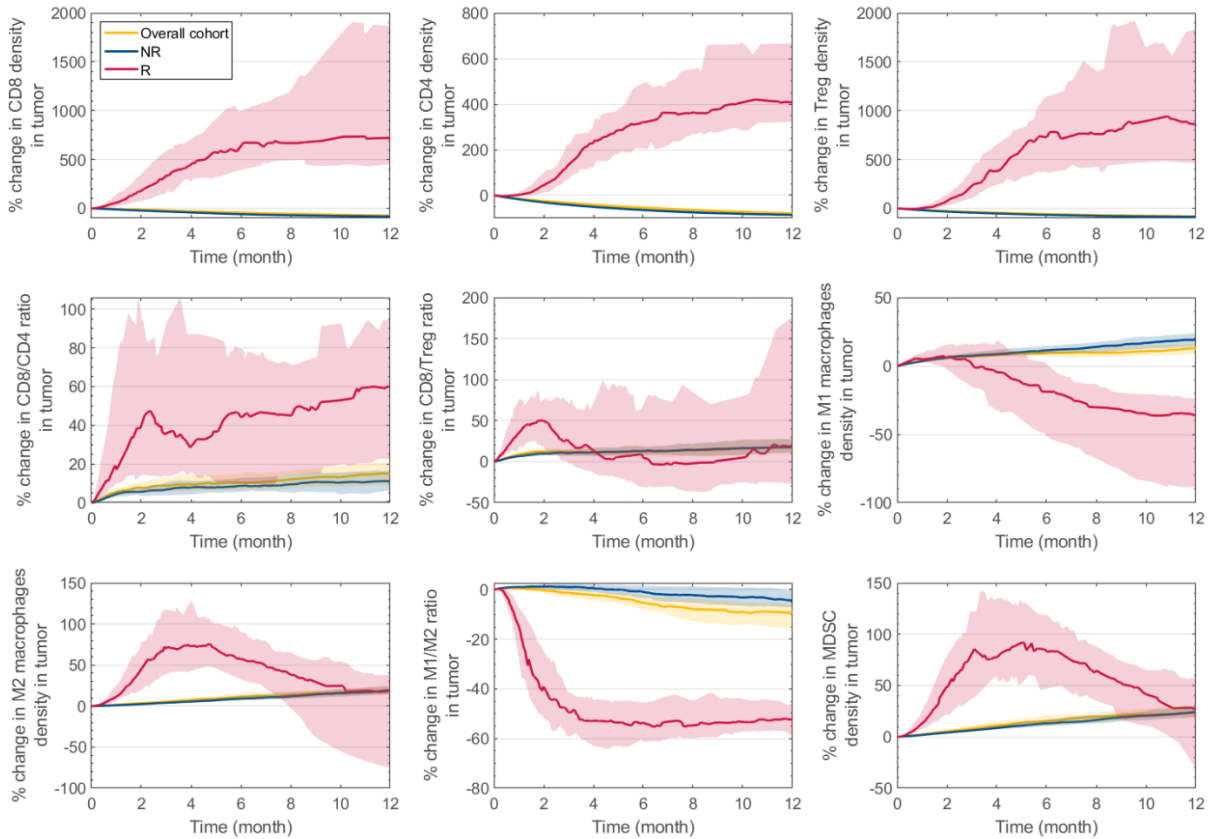 % change in CD8 density
in tumor
2000
1500
1000
500
0
Overall cohort
NR
R
0 2 4 6 8 10 12
Time (month)
% change in CD4 density
in tumor
800
600
400
200
0
0 2 4 6 8 10 12
Time (month)
% change in Treg density
in tumor
2000
1500
1000
500
0
0 2 4 6 8 10 12
Time (month)
% change in CD8/CD4 ratio
in tumor
100
80
60
40
20
0
0 2 4 6 8 10 12
Time (month)
% change in CD8/Treg ratio
in tumor
200
150
100
50
0
-50
0 2 4 6 8 10 12
Time (month)
% change in M1 macrophages
density in tumor
50
0
-50
-100
0 2 4 6 8 10 12
Time (month)
% change in M2 macrophages
density in tumor
150
100
50
0
-50
-100
0 2 4 6 8 10 12
Time (month)
% change in M1/M2 ratio
in tumor
0
-20
-40
-60
-80
0 2 4 6 8 10 12
Time (month)
% change in MDSC
density in tumor
150
100
50
0
-50
0 2 4 6 8 10 12
Time (month)